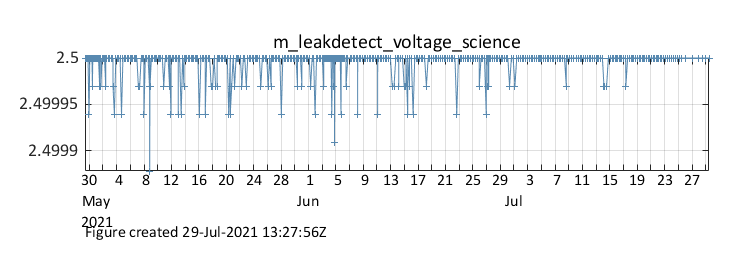 m_leakdetect_voltage_science
2.5
2.49995
2.4999
30 4 8 12 16 20 24 28 1 5 9 13 17 21 25 29 3 7 11 15 19 23 27
May Jun Jul
2021
Figure created 29-Jul-2021 13:27:56Z